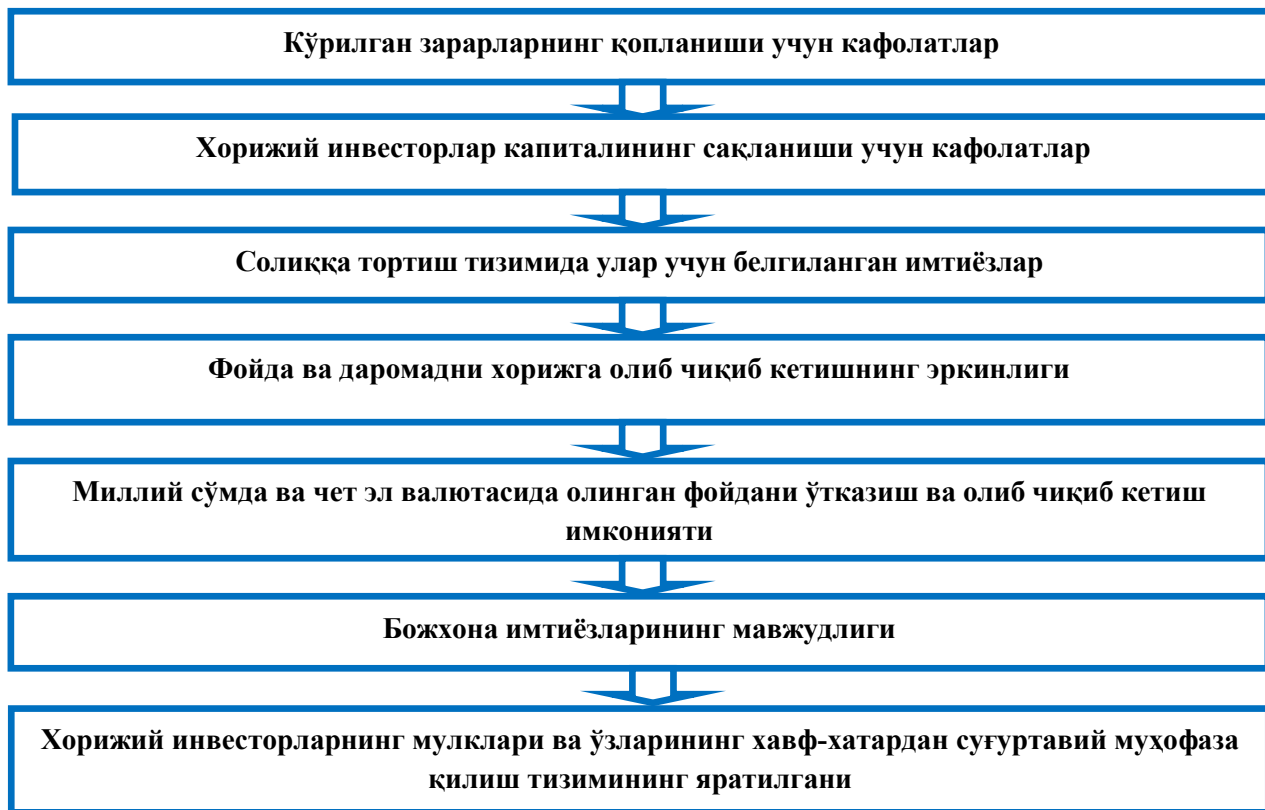 Кўрилган зарарларнинг қопланиши учун кафолатлар
Хорижий инвесторлар капиталининг сақланиши учун кафолатлар
Солиққа тортиш тизимида улар учун белгиланган имтиёзлар
Фойда ва даромадни хорижга олиб чиқиб кетишнинг эркинлиги
Миллий сўмда ва чет эл валютасида олинган фойдани ўтказиш ва олиб чиқиб кетиш
имконияти
Божхона имтиёзларининг мавжудлиги
Хорижий инвесторларнинг мулклари ва ўзларининг хавф-хатардан суғуртавий муҳофаза
қилиш тизимининг яратилгани